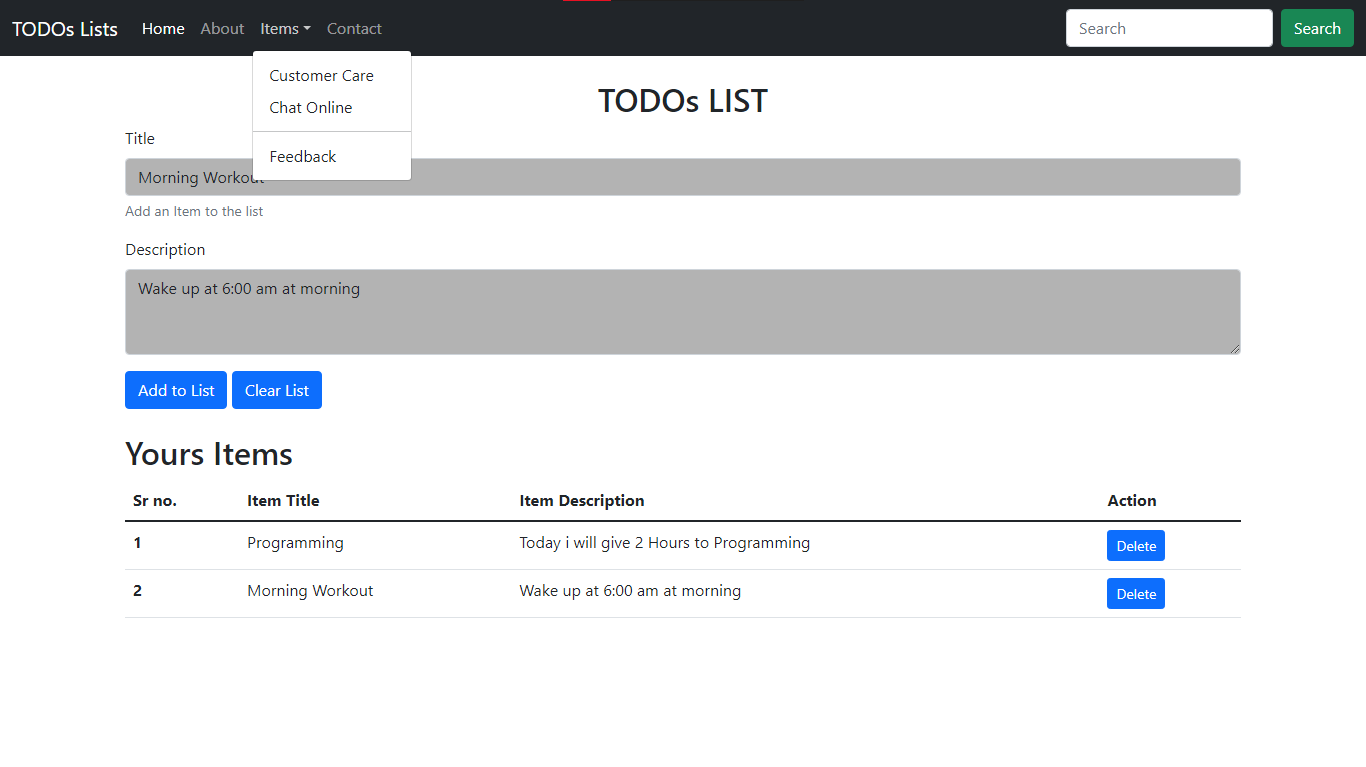 TODOs Lists Home About Items Contact Search Search
Customer Care
Chat Online
Feedback
TODOs LIST
Title
Morning Workout
Add an Item to the list
Description
Wake up at 6:00 am at morning
Add to List Clear List
Yours Items
Sr no. Item Title Item Description Action
1 Programming Today i will give 2 Hours to Programming Delete
2 Morning Workout Wake up at 6:00 am at morning Delete